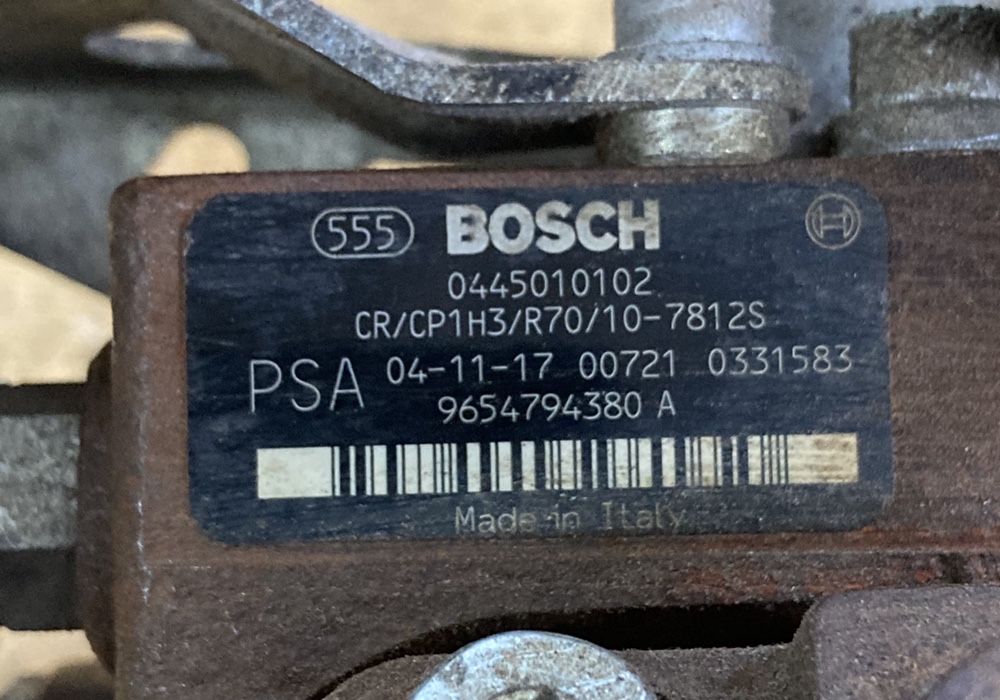 555 BOSCH
0445010102
CR/CP1H3/R70/10-7812S
PSA 04-11-17 00721 0331583
9654794380 A
Made in Italy